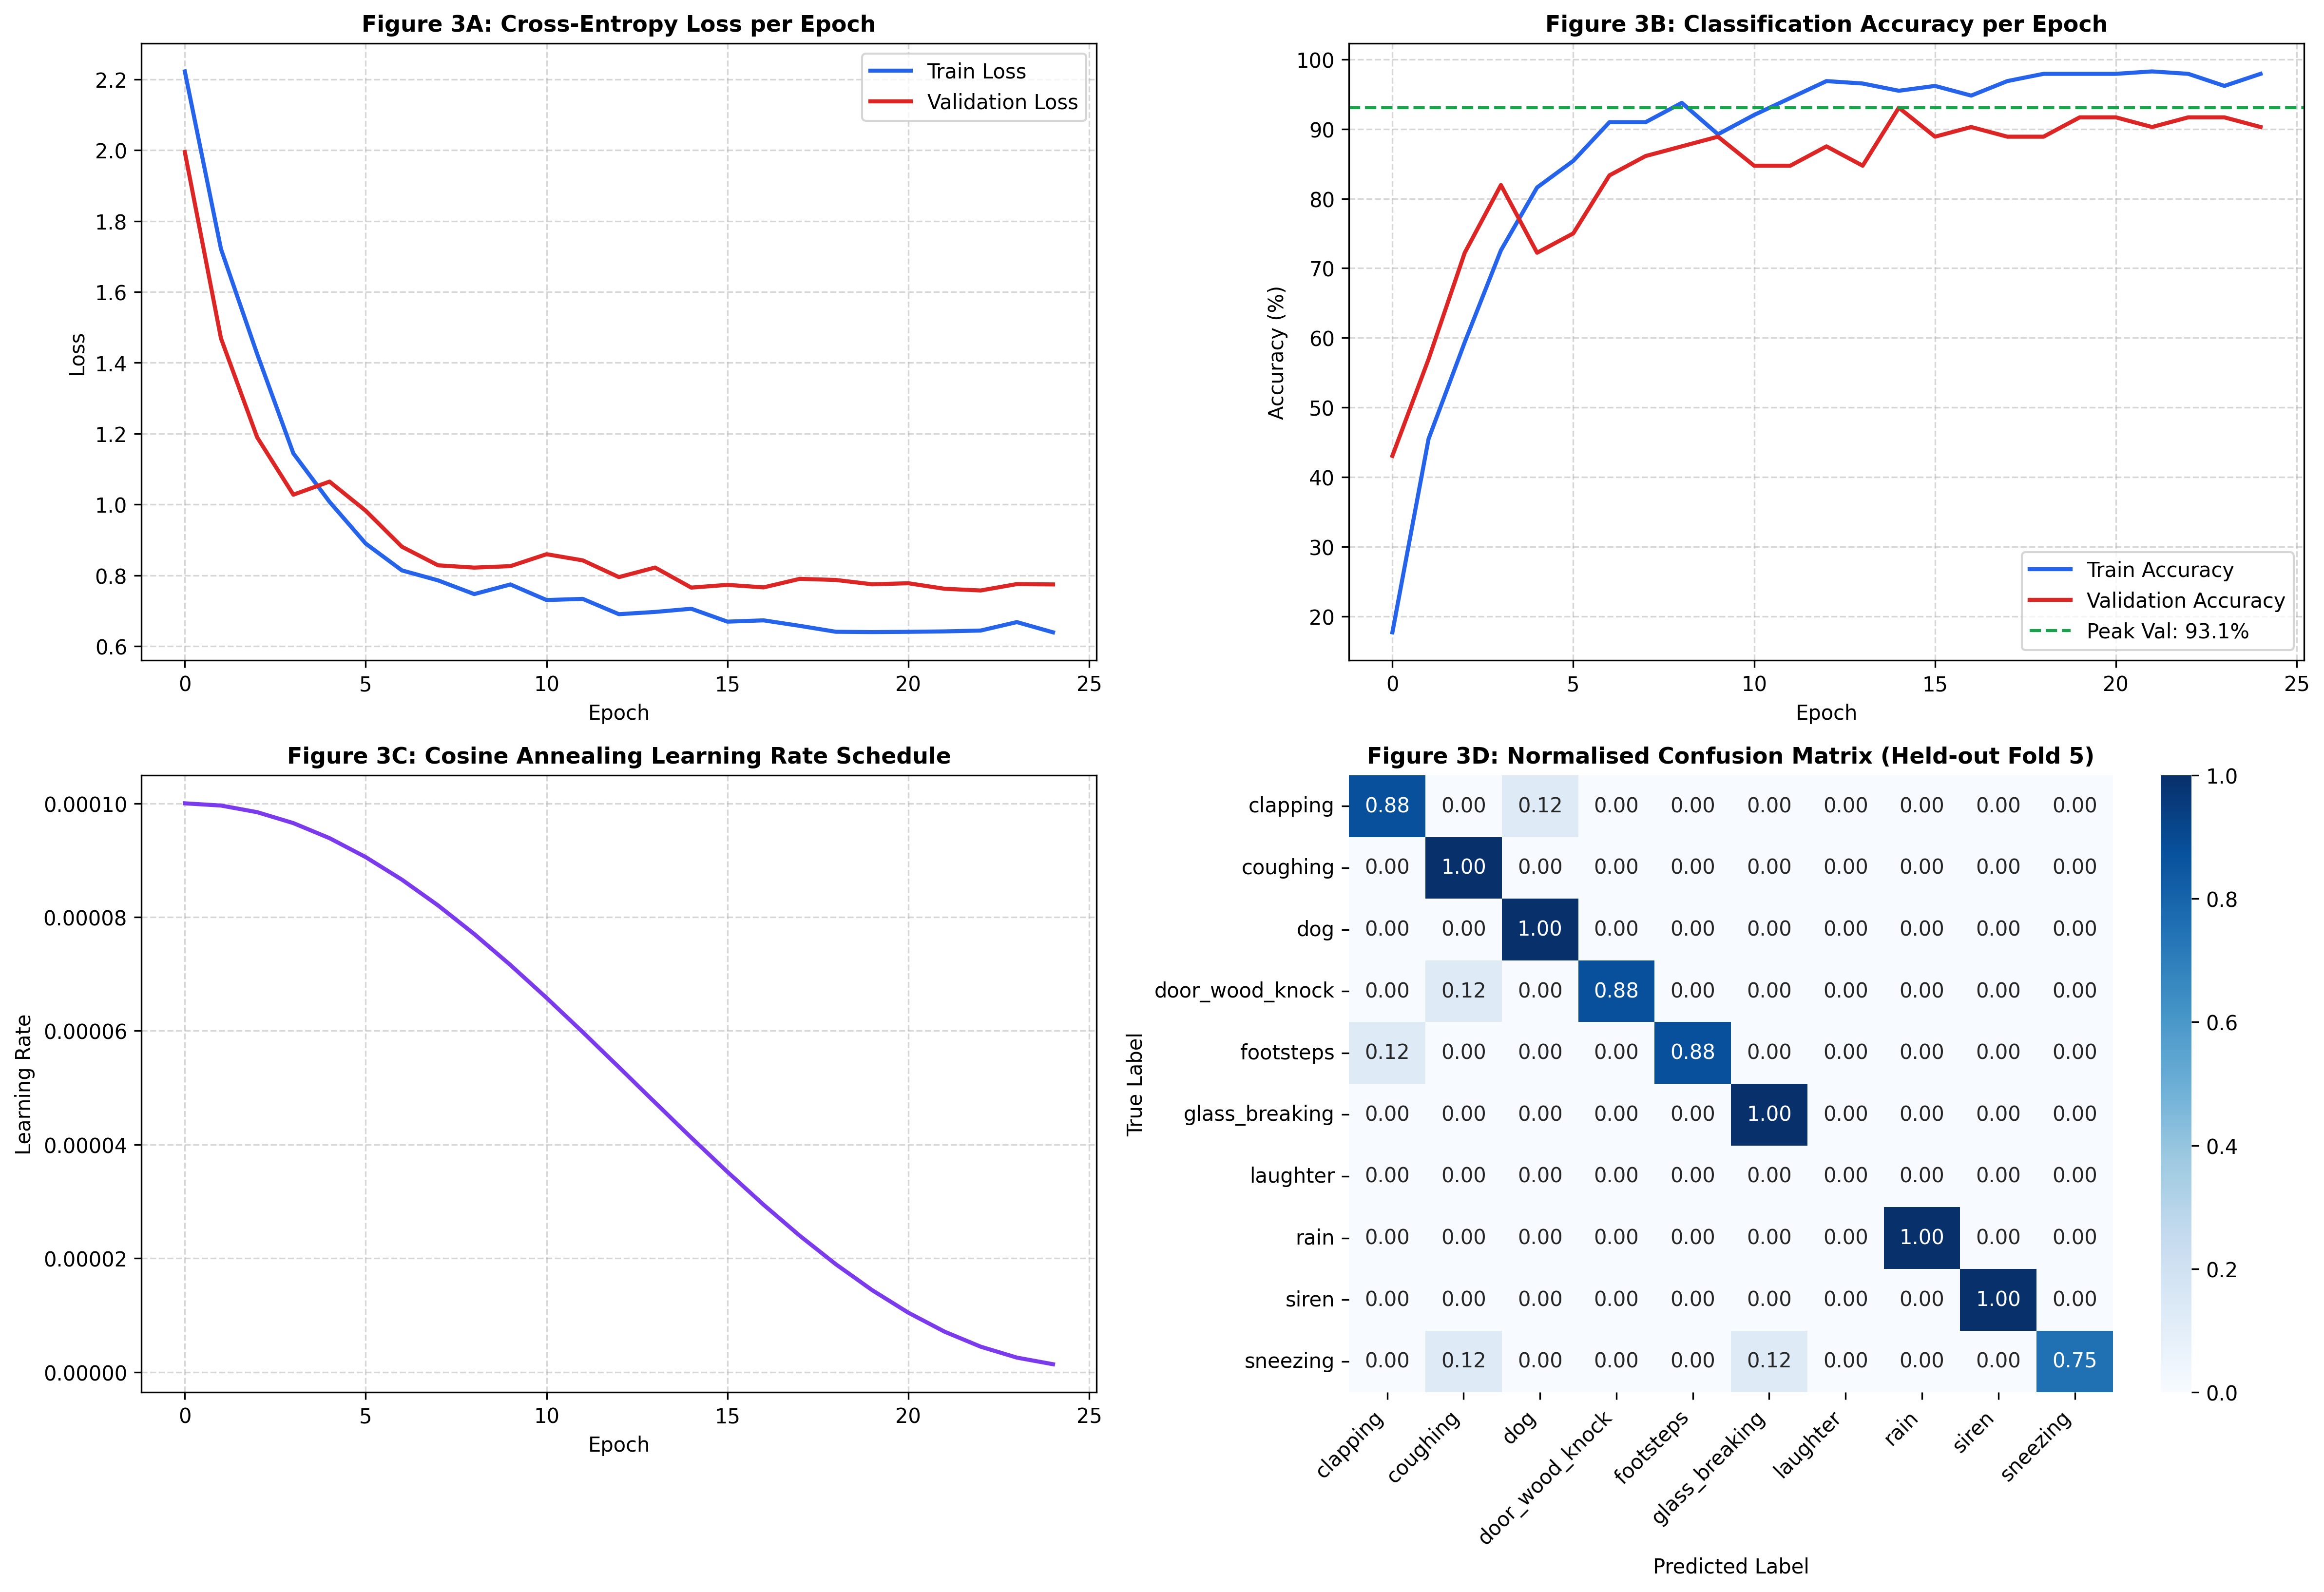 Figure 3A: Cross-Entropy Loss per Epoch
Train Loss
Validation Loss
2.2
2.0
1.8
1.6
1.4
1.2
1.0
0.8
0.6
Loss
0 5 10 15 20 25
Epoch
Figure 3B: Classification Accuracy per Epoch
100
90
80
70
60
50
40
30
20
Accuracy (%)
Train Accuracy
Validation Accuracy
Peak Val: 93.1%
0 5 10 15 20 25
Epoch
Figure 3C: Cosine Annealing Learning Rate Schedule
0.00010
0.00008
0.00006
0.00004
0.00002
0.00000
Learning Rate
0 5 10 15 20 25
Epoch
Figure 3D: Normalised Confusion Matrix (Held-out Fold 5)
True Label
clapping 0.88 0.00 0.12 0.00 0.00 0.00 0.00 0.00 0.00 0.00
coughing 0.00 1.00 0.00 0.00 0.00 0.00 0.00 0.00 0.00 0.00
dog 0.00 0.00 1.00 0.00 0.00 0.00 0.00 0.00 0.00 0.00
door_wood_knock 0.00 0.12 0.00 0.88 0.00 0.00 0.00 0.00 0.00 0.00
footsteps 0.12 0.00 0.00 0.00 0.88 0.00 0.00 0.00 0.00 0.00
glass_breaking 0.00 0.00 0.00 0.00 0.00 1.00 0.00 0.00 0.00 0.00
laughter 0.00 0.00 0.00 0.00 0.00 0.00 0.00 0.00 0.00 0.00
rain 0.00 0.00 0.00 0.00 0.00 0.00 0.00 1.00 0.00 0.00
siren 0.00 0.00 0.00 0.00 0.00 0.00 0.00 0.00 1.00 0.00
sneezing 0.00 0.12 0.00 0.00 0.00 0.12 0.00 0.00 0.00 0.75
clapping coughing dog door_wood_knock footsteps glass_breaking laughter rain siren sneezing
Predicted Label
1.0
0.8
0.6
0.4
0.2
0.0